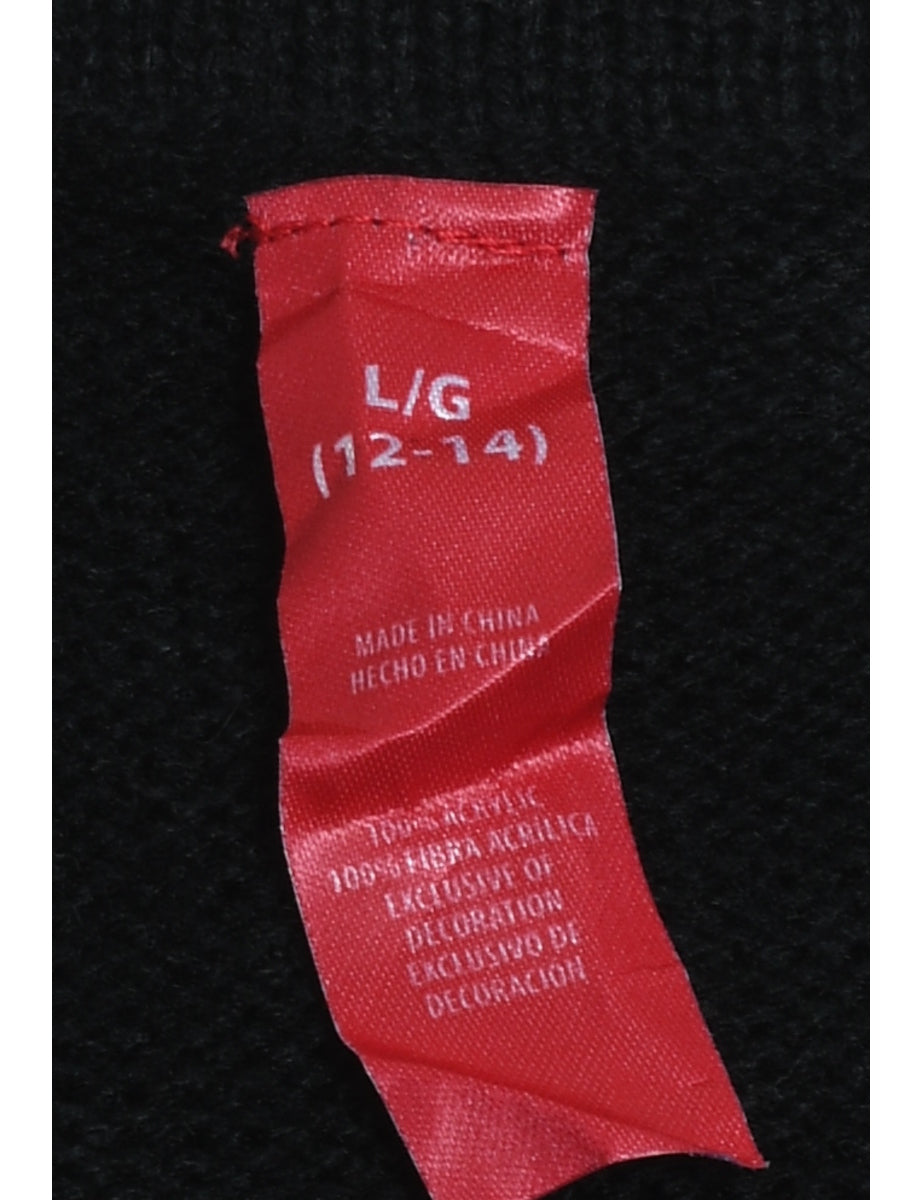 L/G
(12-14)
MADE IN CHINA
HECHO EN CHINA
100% ACRYLIC
100% FIBRA ACRILICA
EXCLUSIVE OF
DECORATION
EXCLUSIVO DE
DECORACION